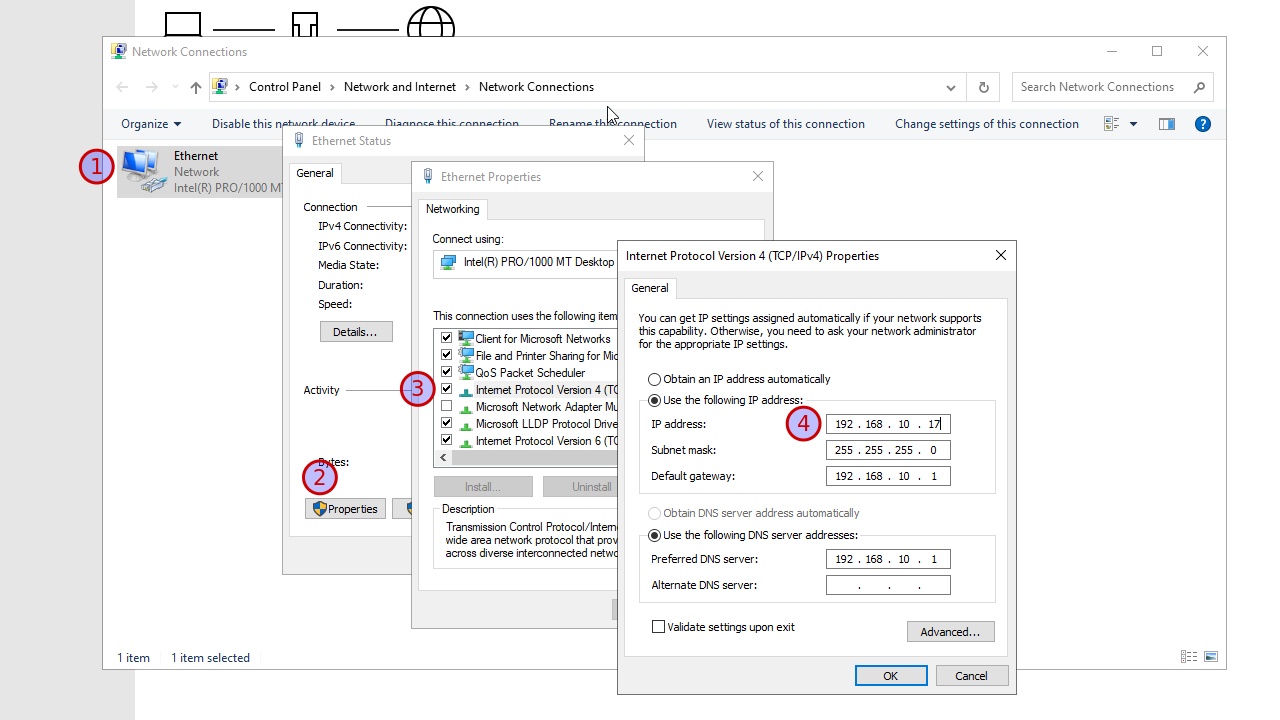 Network Connections
Control Panel > Network and Internet > Network Connections
Search Network Connections
Organize
Disable this network device
Diagnose this connection
Rename this connection
View status of this connection
Change settings of this connection
?
1
Ethernet
Network
Intel(R) PRO/1000 MT
Ethernet Status
General
Connection
IPv4 Connectivity:
IPv6 Connectivity:
Media State:
Duration:
Speed:
Details...
Activity
Bytes:
2
Properties
Ethernet Properties
Networking
Connect using:
Intel(R) PRO/1000 MT Desktop
This connection uses the following item
Client for Microsoft Networks
File and Printer Sharing for Mic
QoS Packet Scheduler
3
Internet Protocol Version 4 (TC
Microsoft Network Adapter Mu
Microsoft LLDP Protocol Drive
Internet Protocol Version 6 (TC
Install...
Uninstall
Description
Transmission Control Protocol/Interne
wide area network protocol that prov
across diverse interconnected netwo
Internet Protocol Version 4 (TCP/IPv4) Properties
General
You can get IP settings assigned automatically if your network supports
this capability. Otherwise, you need to ask your network administrator
for the appropriate IP settings.
Obtain an IP address automatically
Use the following IP address:
IP address:
4
192 . 168 . 10 . 17
Subnet mask:
255 . 255 . 255 . 0
Default gateway:
192 . 168 . 10 . 1
Obtain DNS server address automatically
Use the following DNS server addresses:
Preferred DNS server:
192 . 168 . 10 . 1
Alternate DNS server:
. . .
Validate settings upon exit
Advanced...
OK
Cancel
1 item
1 item selected